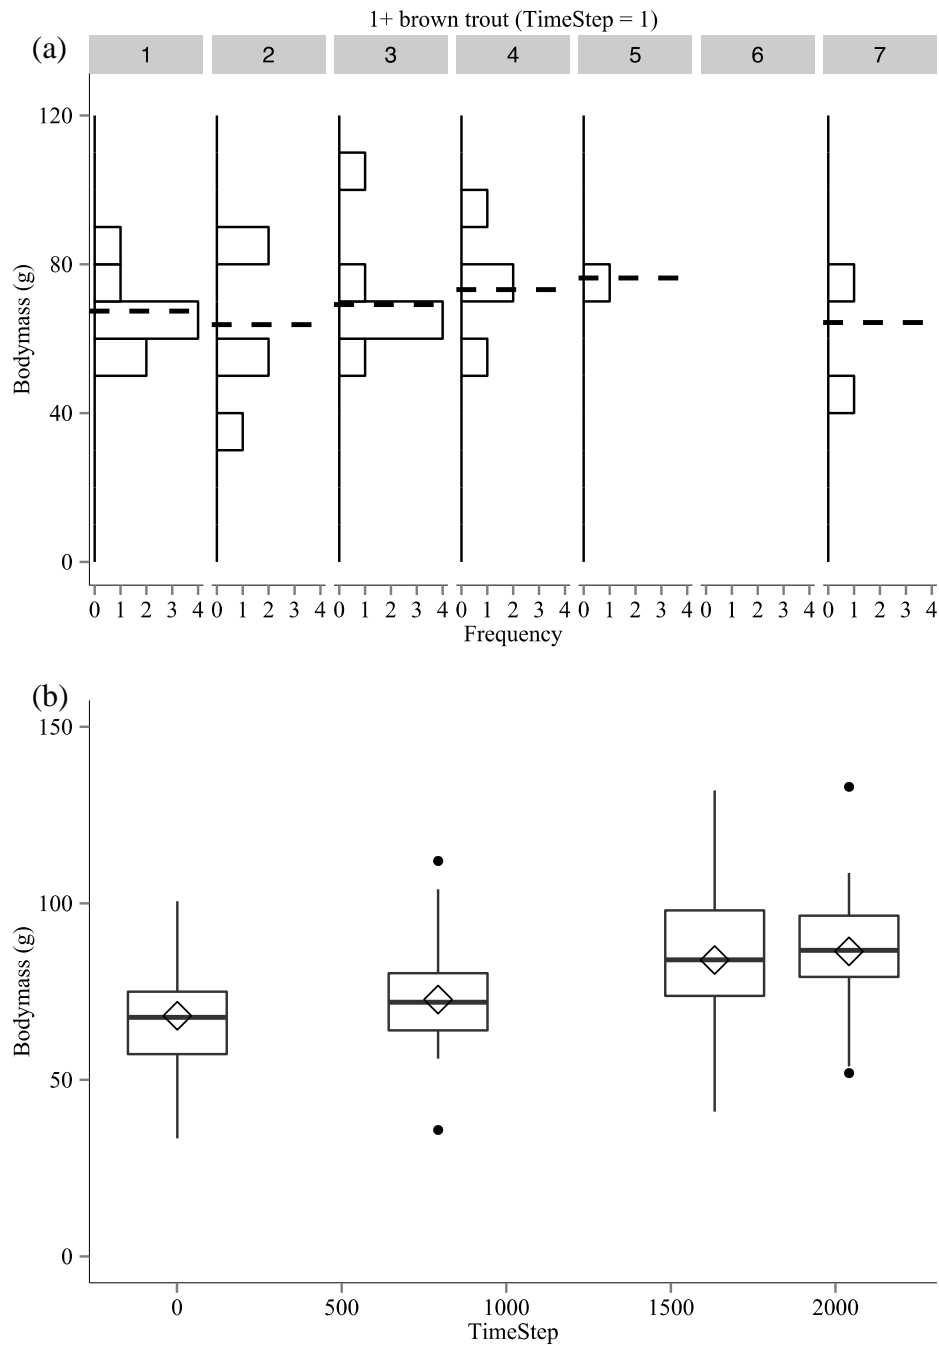 1+ brown trout (TimeStep = 1)
(a)
1 2 3 4 5 6 7
120
80
40
0
Bodymass (g)
0 1 2 3 4 0 1 2 3 4 0 1 2 3 4 0 1 2 3 4 0 1 2 3 4 0 1 2 3 4 0 1 2 3 4
Frequency
(b)
150
100
50
0
Bodymass (g)
0 500 1000 1500 2000
TimeStep